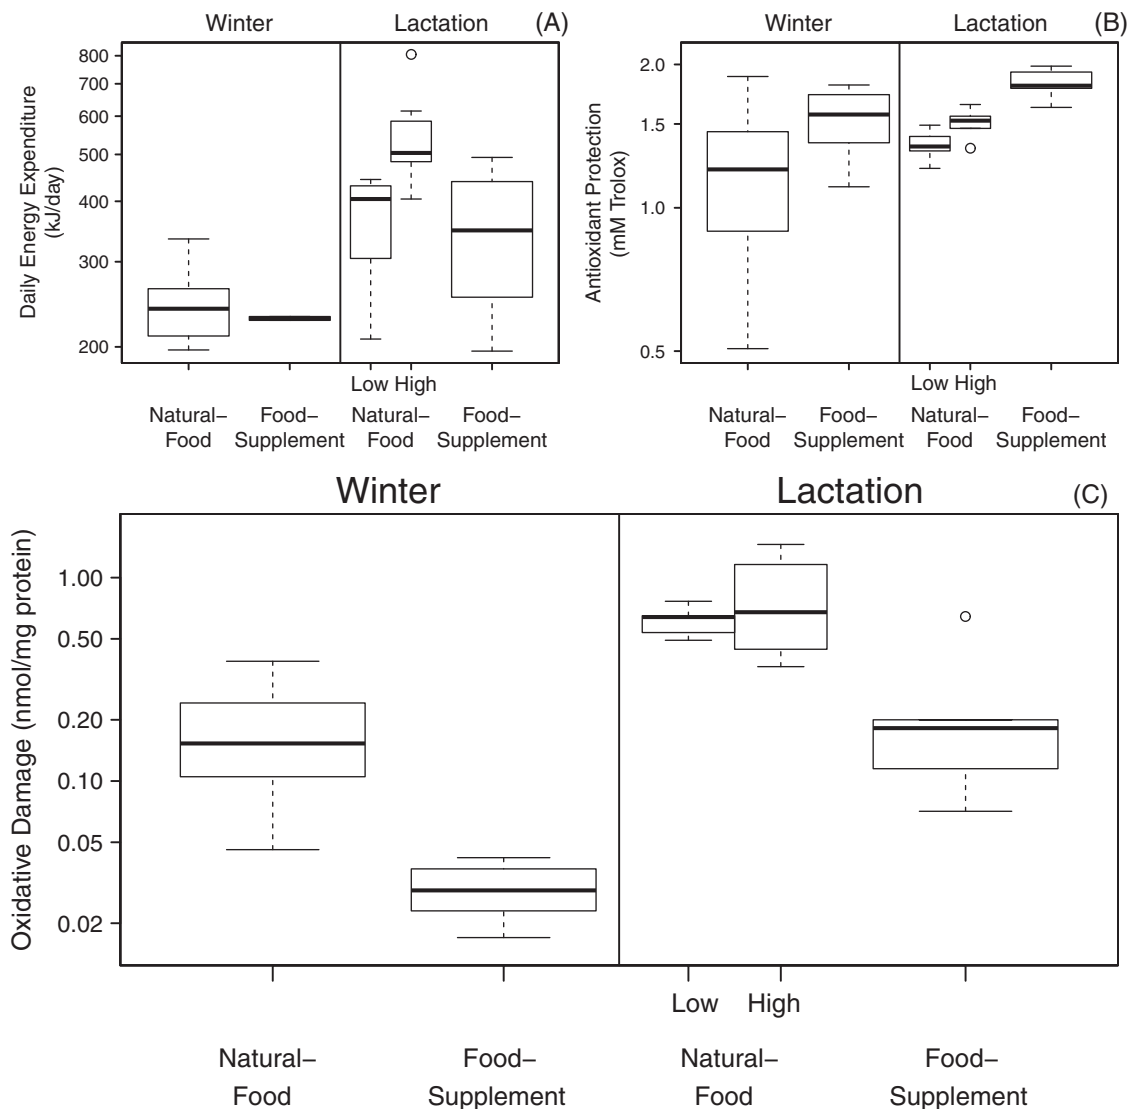 Winter Lactation (A)
Daily Energy Expenditure
(kJ/day)
800
700
600
500
400
300
200
Low High
Natural– Food– Natural– Food–
Food Supplement Food Supplement
Winter Lactation (B)
Antioxidant Protection
(mM Trolox)
2.0
1.5
1.0
0.5
Low High
Natural– Food– Natural– Food–
Food Supplement Food Supplement
Winter Lactation (C)
Oxidative Damage (nmol/mg protein)
1.00
0.50
0.20
0.10
0.05
0.02
Low High
Natural– Food– Natural– Food–
Food Supplement Food Supplement